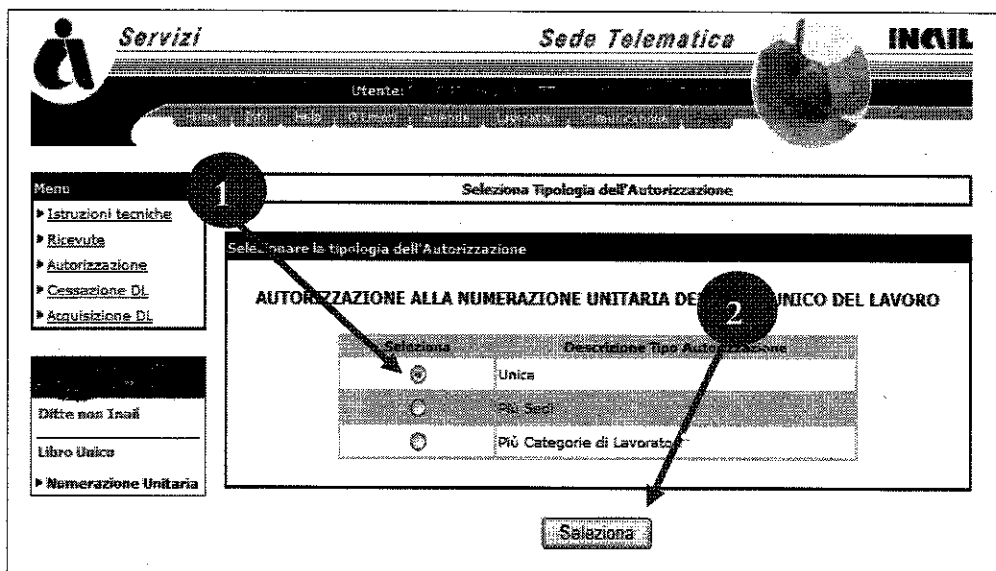 Servizi
Sede Telematica
INAIL
Utente:
Home
Help
Aziende
Menu
1
Seleziona Tipologia dell'Autorizzazione
Istruzioni tecniche
Ricevute
Autorizzazione
Cessazione DL
Acquisizione DL
Selezionare la tipologia dell'Autorizzazione
AUTORIZZAZIONE ALLA NUMERAZIONE UNITARIA UNICO DEL LAVORO
2
Seleziona Descrizione Tipo Autorizzazione
Unica
Più Sedi
Più Categorie di Lavoratori
Ditte non Inail
Libro Unico
Numerazione Unitaria
Seleziona